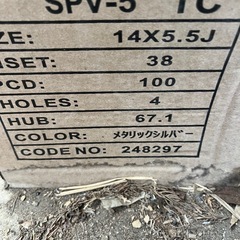 SPV-5 TC
ZE: 14X5.5J
NSET: 38
PCD: 100
HOLES: 4
HUB: 67.1
COLOR: メタリックシルバー
CODE NO: 248297